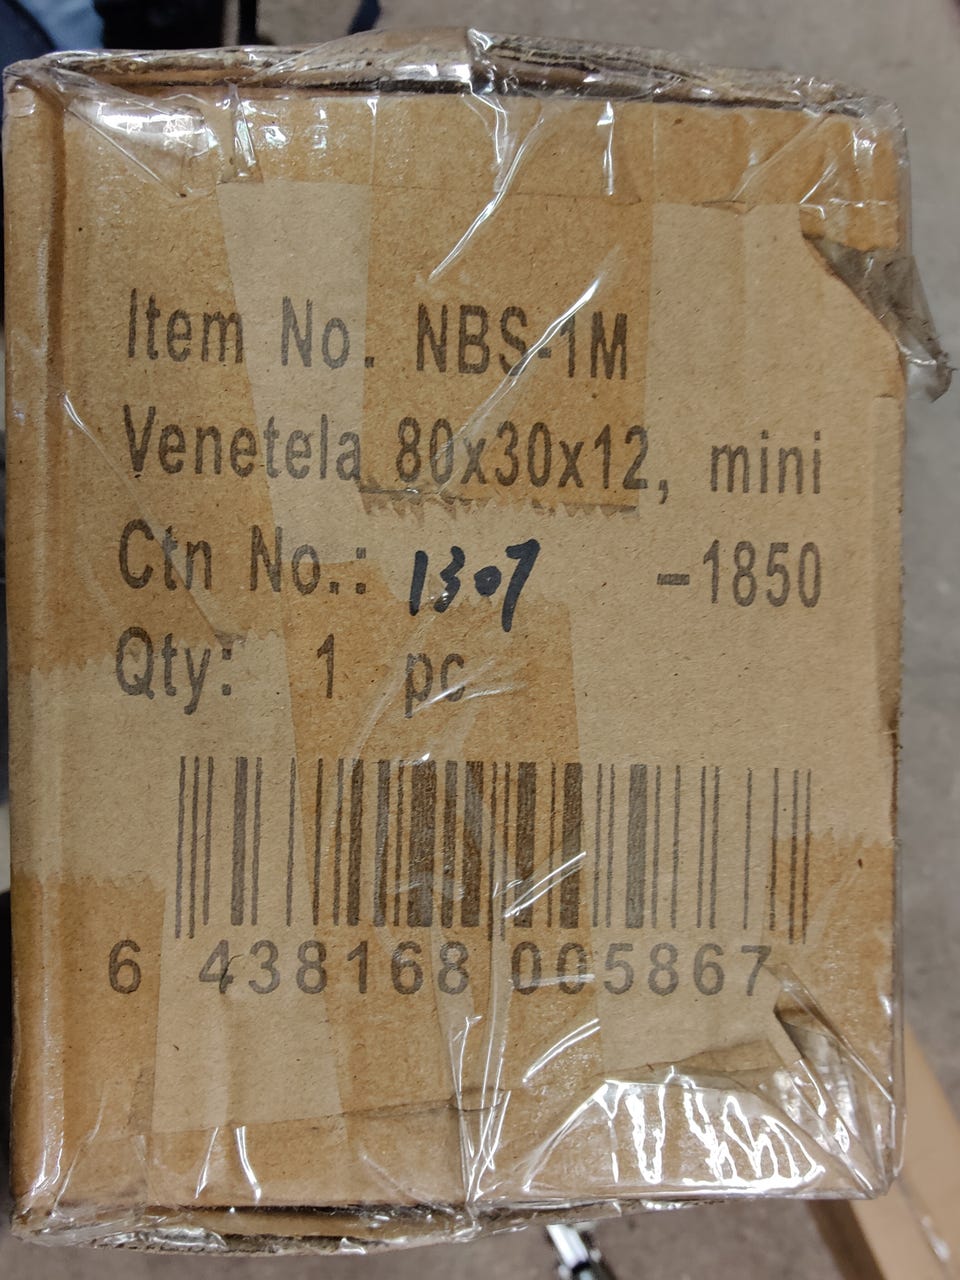 Item No. NBS-1M
Venetela 80x30x12, mini
Ctn No.: 1307 -1850
Qty: 1 pc
6 438168 005867